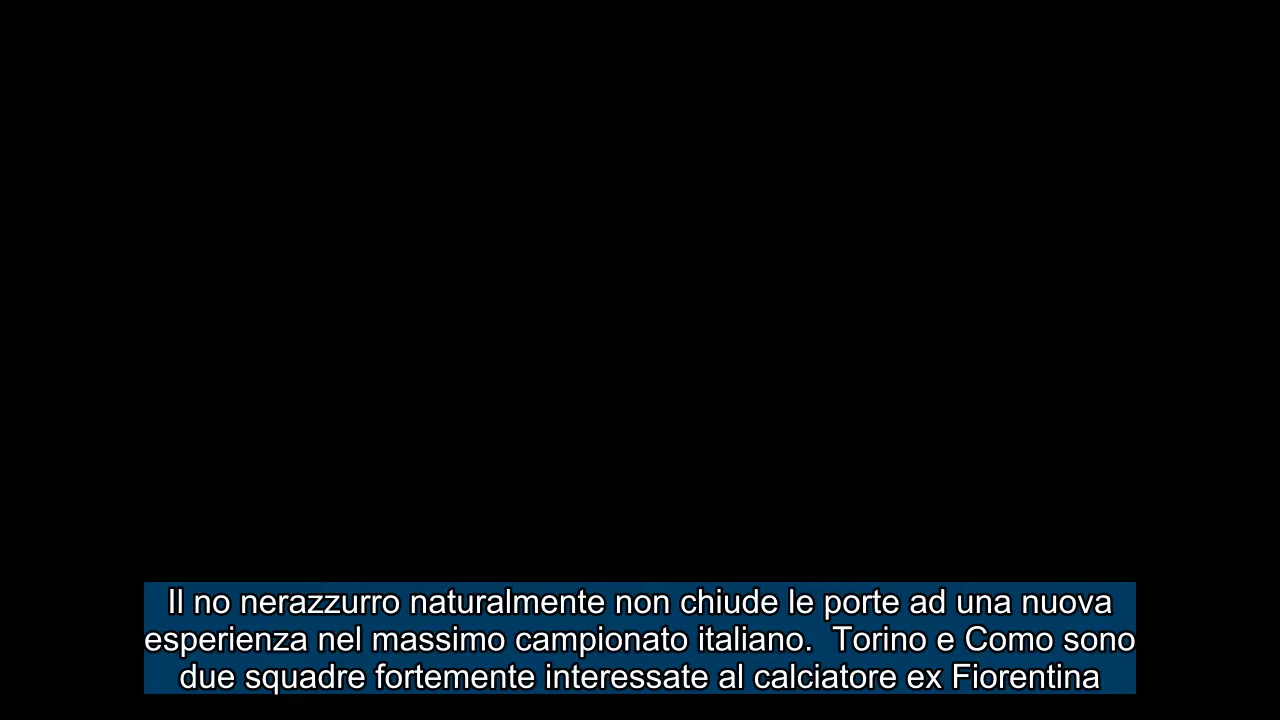 Il no nerazzurro naturalmente non chiude le porte ad una nuova
esperienza nel massimo campionato italiano.  Torino e Como sono
due squadre fortemente interessate al calciatore ex Fiorentina